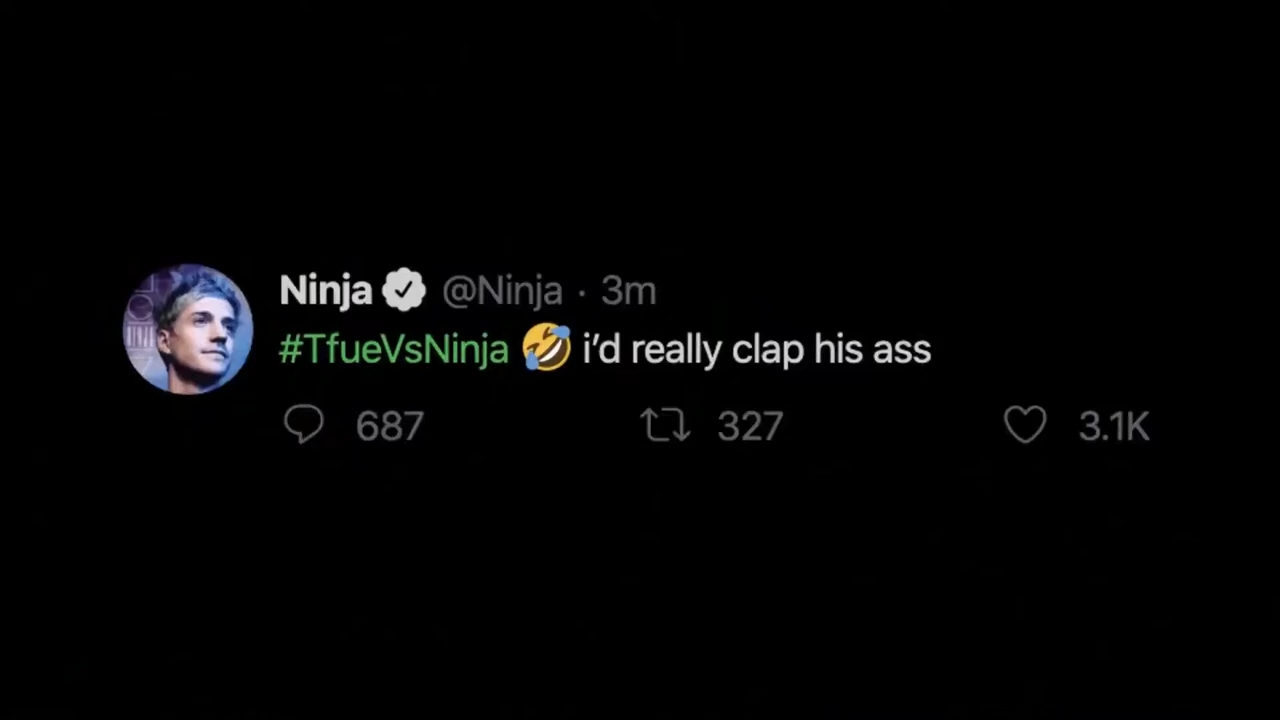 Ninja @Ninja · 3m
#TfueVsNinja 🤣 i'd really clap his ass
687 327 3.1K